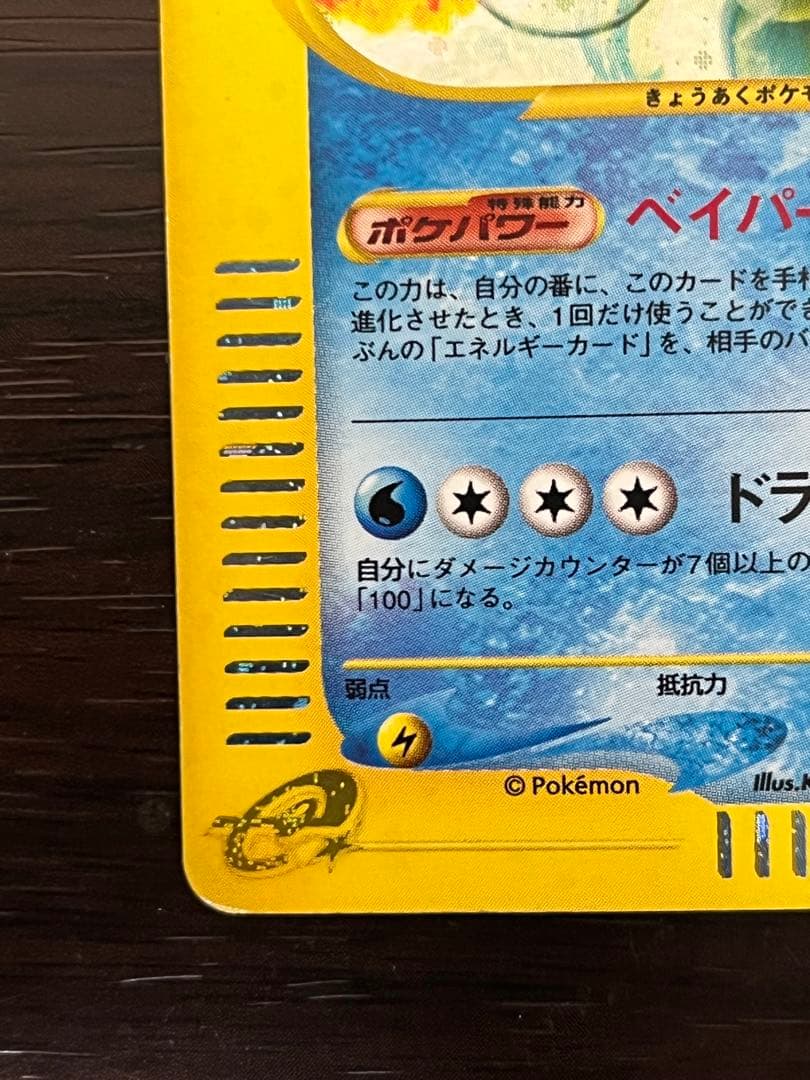 きょうあくポケモ
特殊能力
ポケパワー
ベイパー
この力は、自分の番に、このカードを手札
進化させたとき、1回だけ使うことができ
ぶんの「エネルギーカード」を、相手のバ
ドラ
自分にダメージカウンターが7個以上の
「100」になる。
弱点
抵抗力
© Pokémon
Illus.K